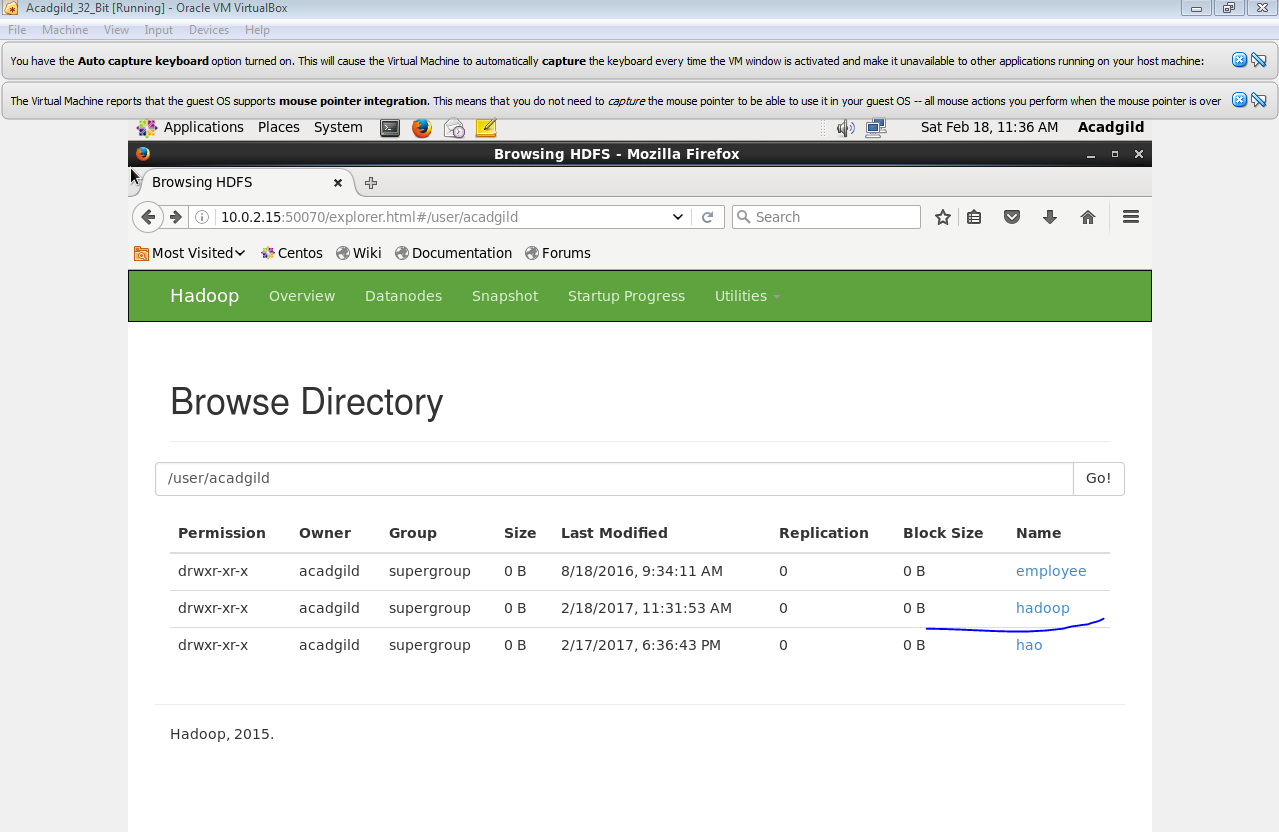 Acadgild_32_Bit [Running] - Oracle VM VirtualBox
File Machine View Input Devices Help
You have the Auto capture keyboard option turned on. This will cause the Virtual Machine to automatically capture the keyboard every time the VM window is activated and make it unavailable to other applications running on your host machine:
The Virtual Machine reports that the guest OS supports mouse pointer integration. This means that you do not need to capture the mouse pointer to be able to use it in your guest OS -- all mouse actions you perform when the mouse pointer is over
Applications Places System Sat Feb 18, 11:36 AM Acadgild
Browsing HDFS - Mozilla Firefox
Browsing HDFS
10.0.2.15:50070/explorer.html#/user/acadgild Search
Most Visited Centos Wiki Documentation Forums
Hadoop Overview Datanodes Snapshot Startup Progress Utilities
Browse Directory
/user/acadgild Go!
Permission Owner Group Size Last Modified Replication Block Size Name
drwxr-xr-x acadgild supergroup 0 B 8/18/2016, 9:34:11 AM 0 0 B employee
drwxr-xr-x acadgild supergroup 0 B 2/18/2017, 11:31:53 AM 0 0 B hadoop
drwxr-xr-x acadgild supergroup 0 B 2/17/2017, 6:36:43 PM 0 0 B hao
Hadoop, 2015.